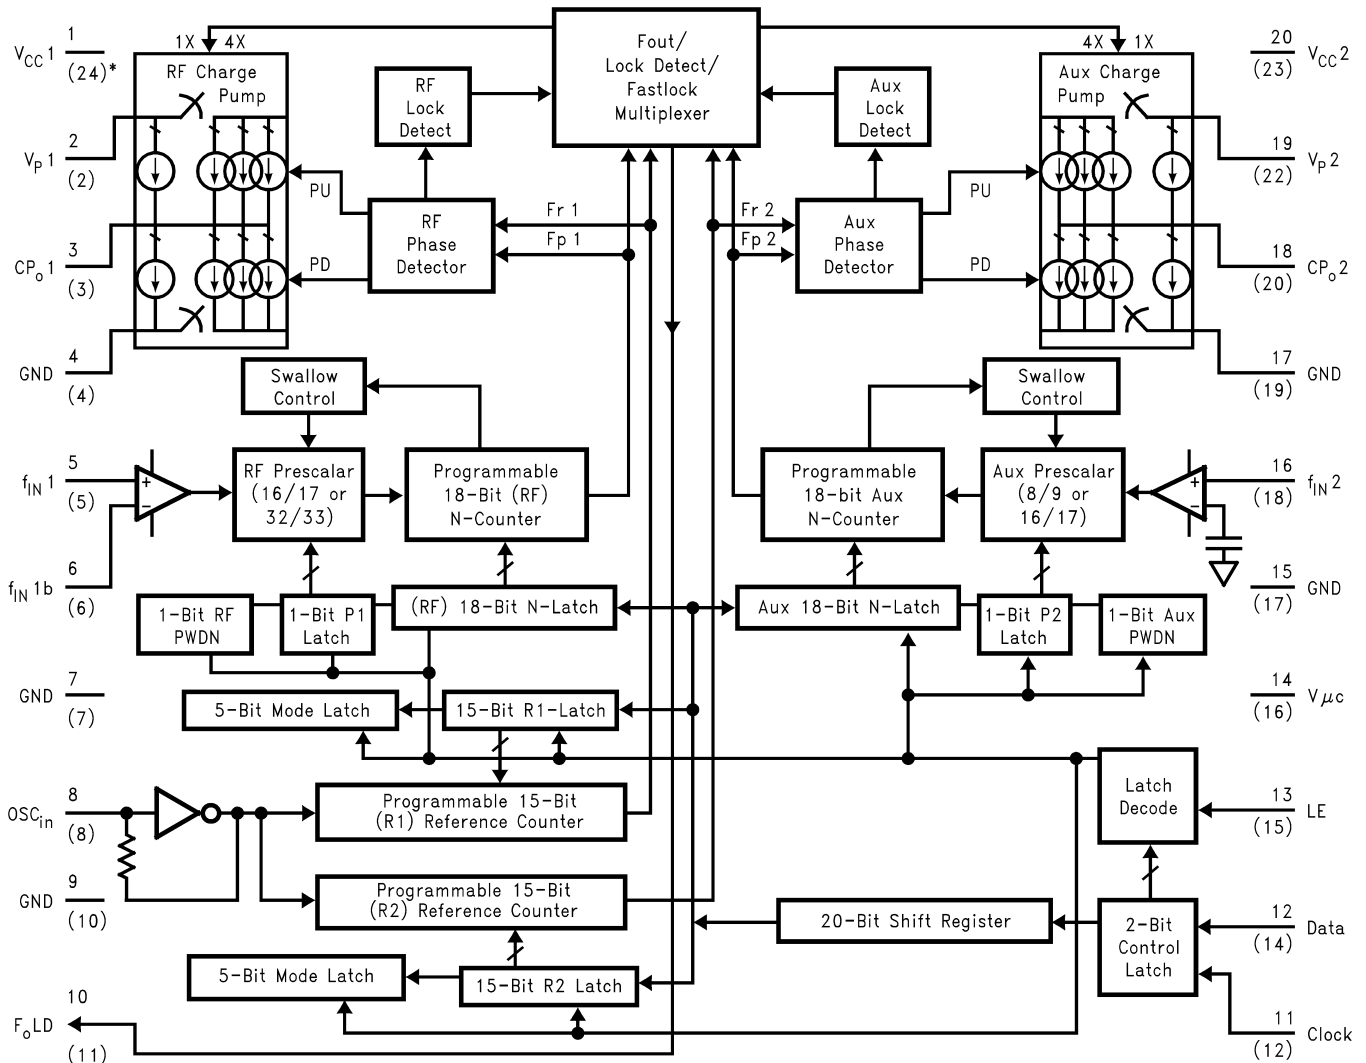 1
V_CC 1
(24)*
2
V_P 1
(2)
3
CP_o 1
(3)
4
GND
(4)
5
f_IN 1
(5)
6
f_IN 1b
(6)
7
GND
(7)
8
OSC_in
(8)
9
GND
(10)
10
F_oLD
(11)
1X 4X
RF Charge
Pump
RF
Lock
Detect
Fout/
Lock Detect/
Fastlock
Multiplexer
Aux
Lock
Detect
4X 1X
Aux Charge
Pump
PU
PD
RF
Phase
Detector
Fr 1
Fp 1
Fr 2
Fp 2
Aux
Phase
Detector
PU
PD
Swallow
Control
Swallow
Control
+
−
RF Prescalar
(16/17 or
32/33)
Programmable
18-Bit (RF)
N-Counter
Programmable
18-bit Aux
N-Counter
Aux Prescalar
(8/9 or
16/17)
+
−
1-Bit RF
PWDN
1-Bit P1
Latch
(RF) 18-Bit N-Latch
Aux 18-Bit N-Latch
1-Bit P2
Latch
1-Bit Aux
PWDN
5-Bit Mode Latch
15-Bit R1-Latch
Programmable 15-Bit
(R1) Reference Counter
Latch
Decode
Programmable 15-Bit
(R2) Reference Counter
20-Bit Shift Register
2-Bit
Control
Latch
5-Bit Mode Latch
15-Bit R2 Latch
20
V_CC 2
(23)
19
V_P 2
(22)
18
CP_o 2
(20)
17
GND
(19)
16
f_IN 2
(18)
15
GND
(17)
14
Vμc
(16)
13
LE
(15)
12
Data
(14)
11
Clock
(12)